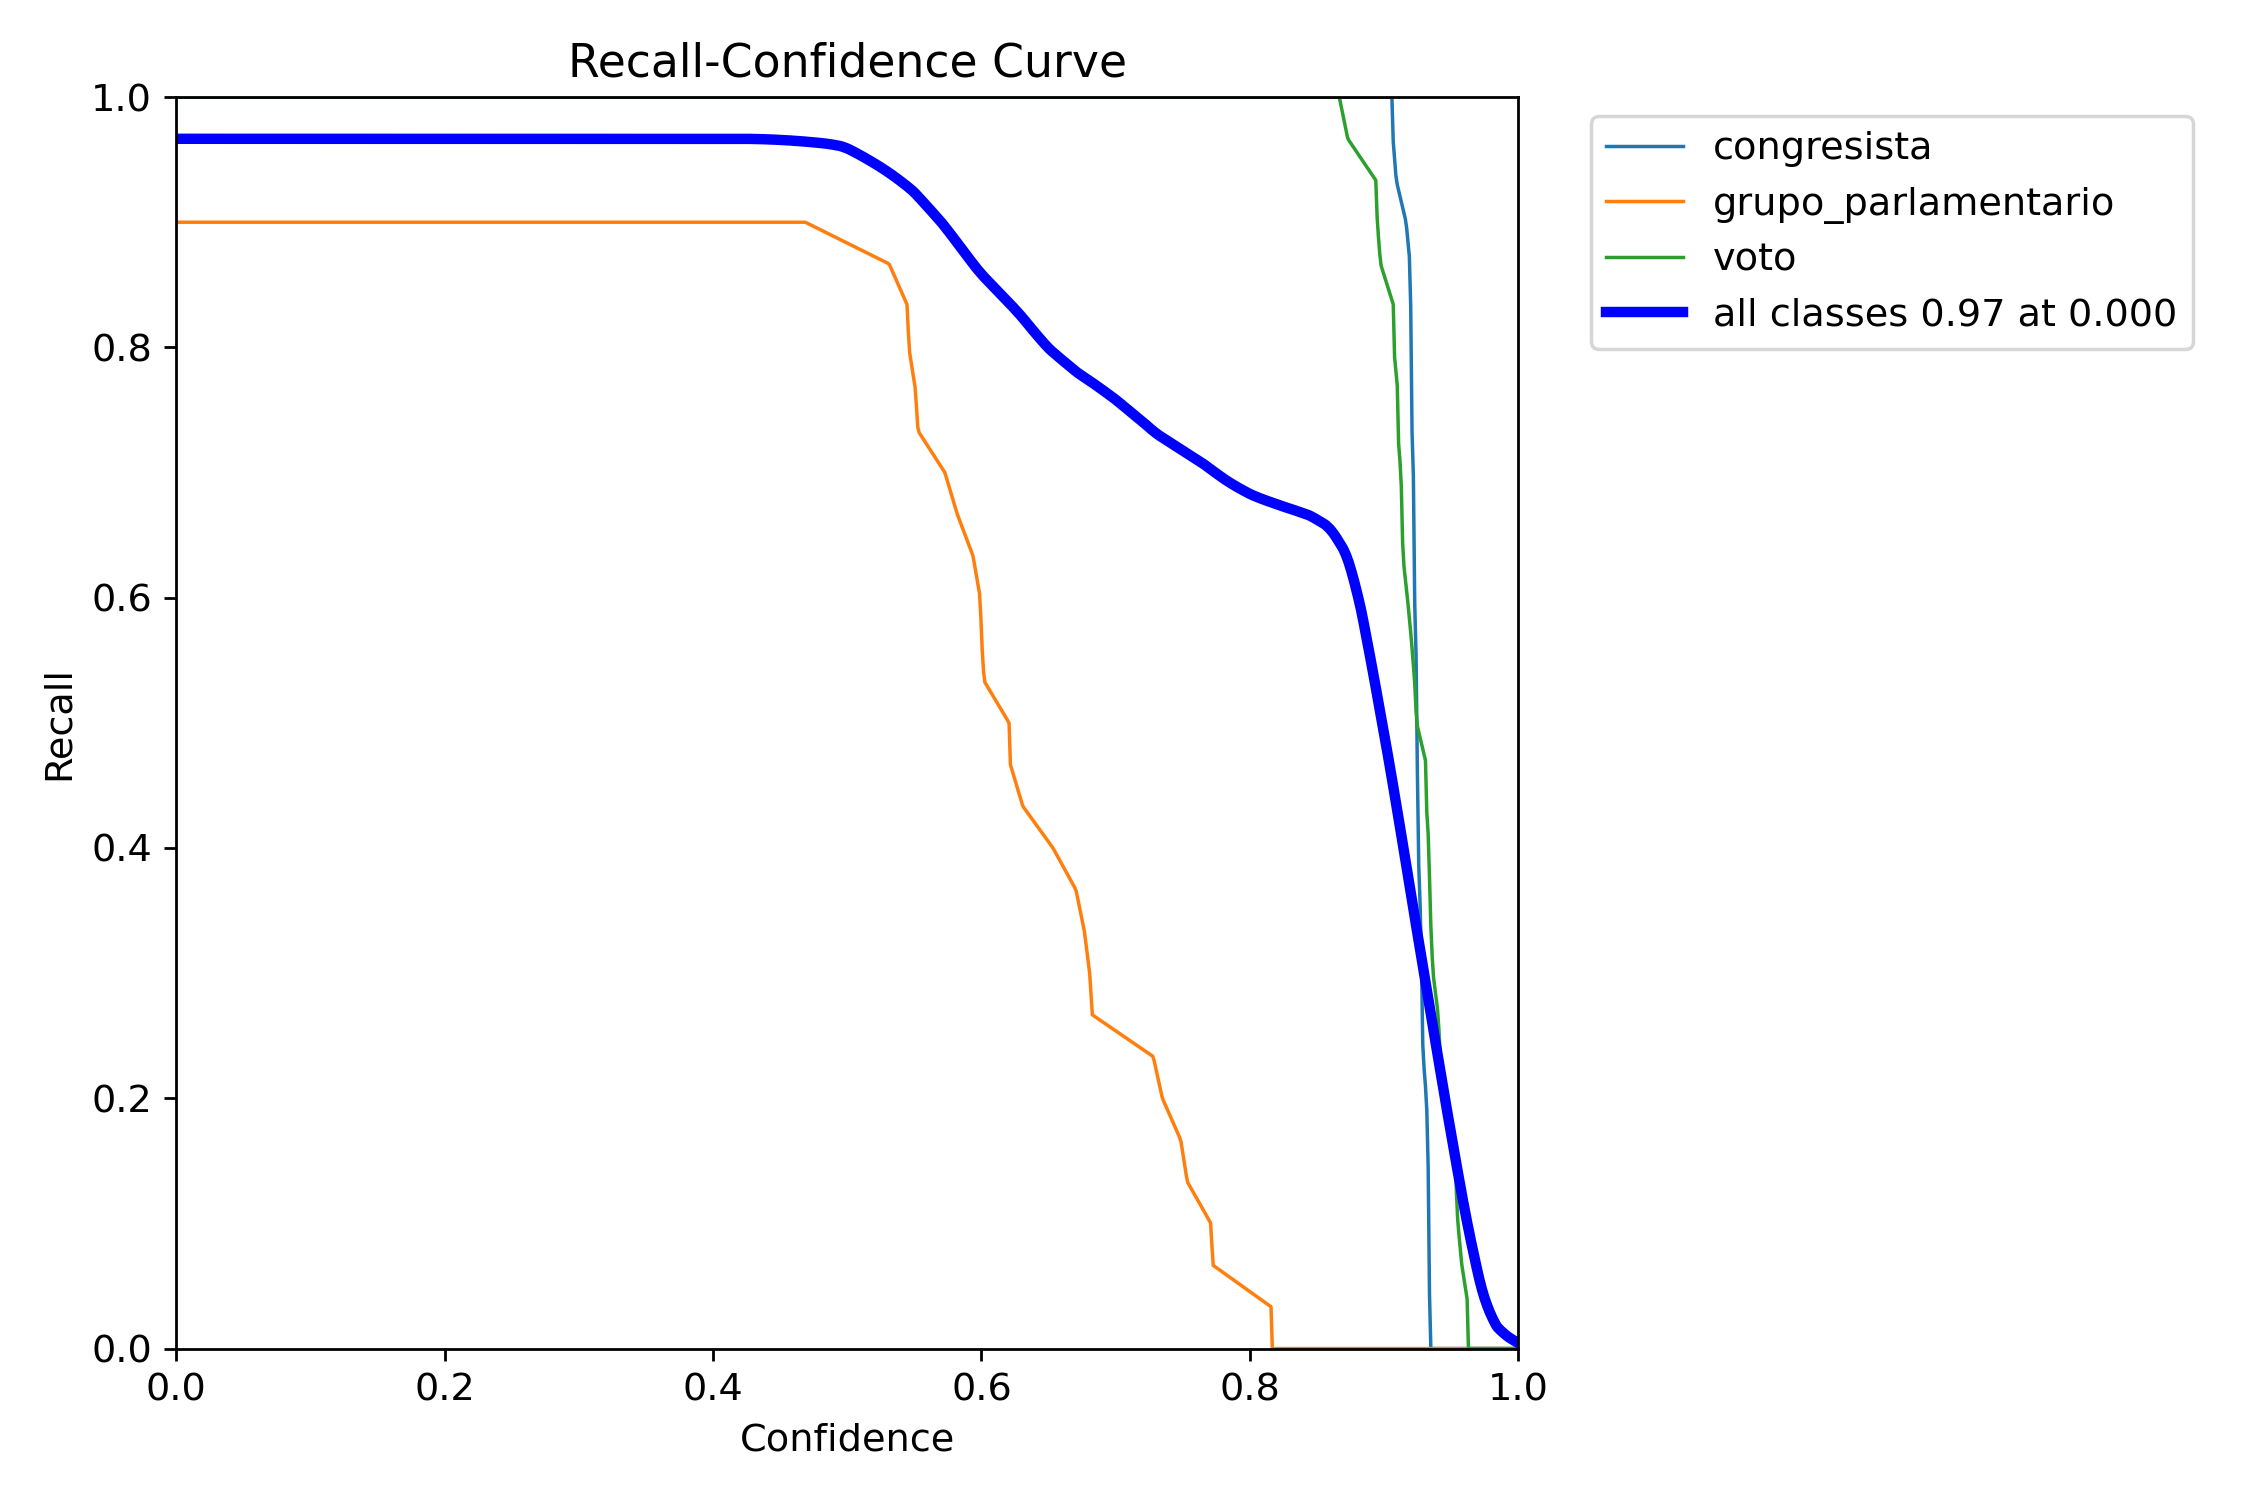 Recall-Confidence Curve
1.0
0.8
0.6
0.4
0.2
0.0
Recall
0.0 0.2 0.4 0.6 0.8 1.0
Confidence
congresista
grupo_parlamentario
voto
all classes 0.97 at 0.000